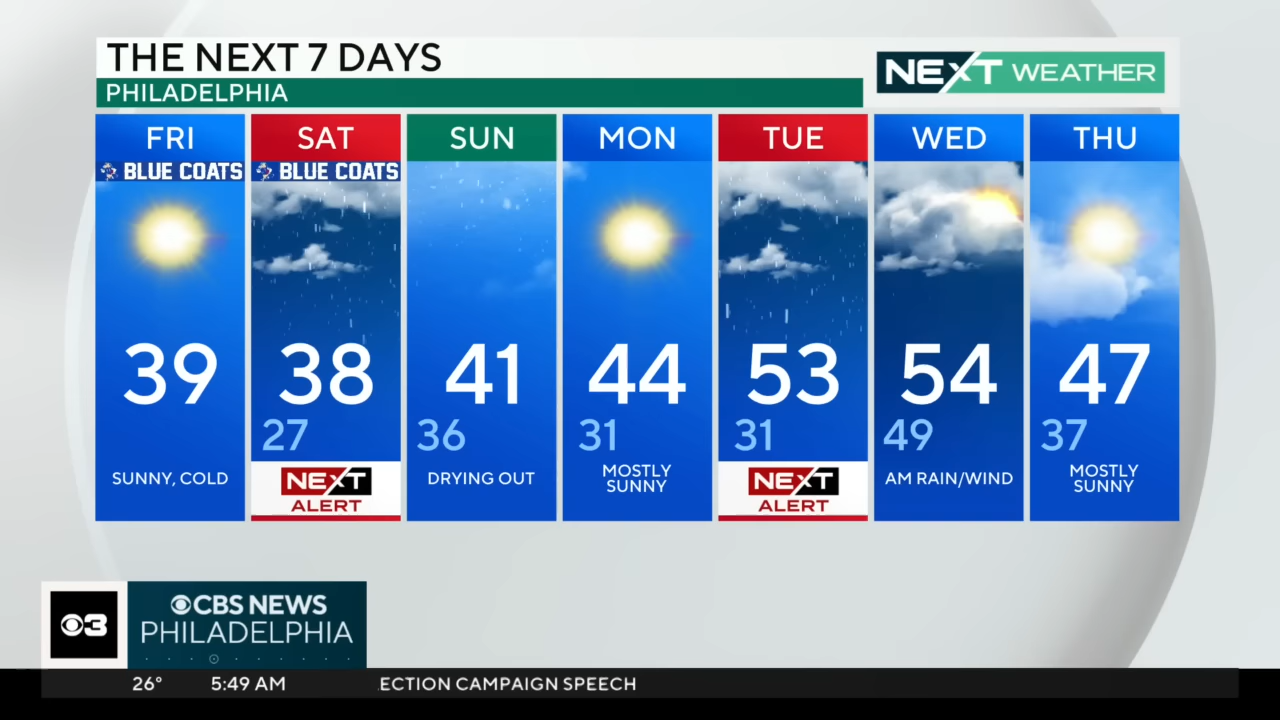 THE NEXT 7 DAYS
PHILADELPHIA
NEXT WEATHER
FRI SAT SUN MON TUE WED THU
BLUE COATS BLUE COATS
39 38 41 44 53 54 47
27 36 31 31 49 37
SUNNY, COLD
NEXT
ALERT
DRYING OUT
MOSTLY
SUNNY
NEXT
ALERT
AM RAIN/WIND
MOSTLY
SUNNY
3
CBS NEWS
PHILADELPHIA
26° 5:49 AM ECTION CAMPAIGN SPEECH